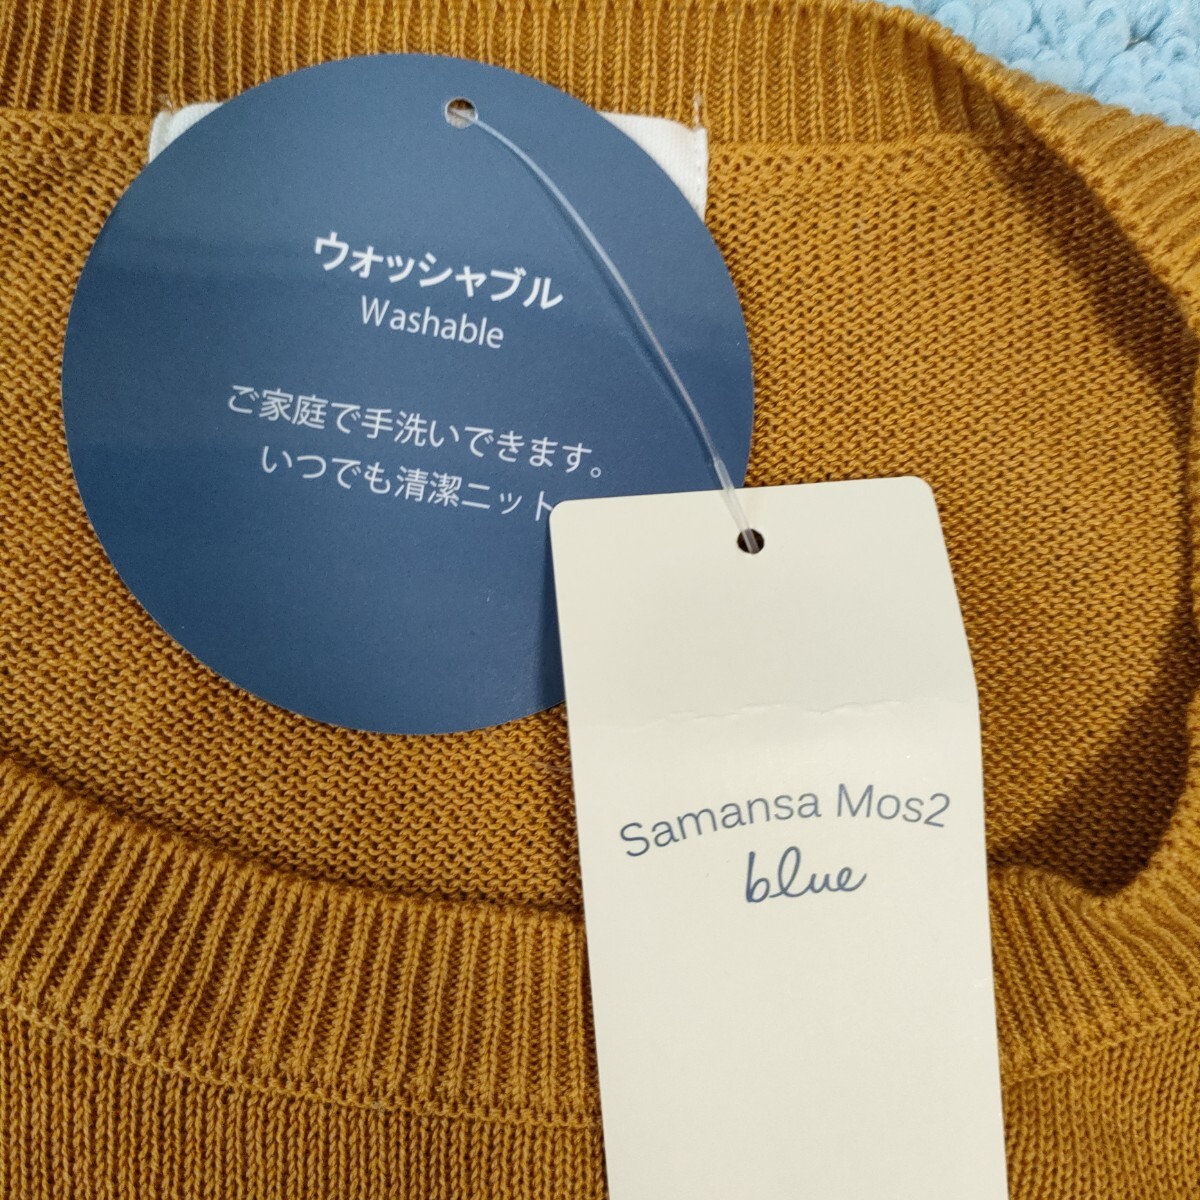 ウォッシャブル
Washable
ご家庭で手洗いできます。
いつでも清潔ニット
Samansa Mos2
blue